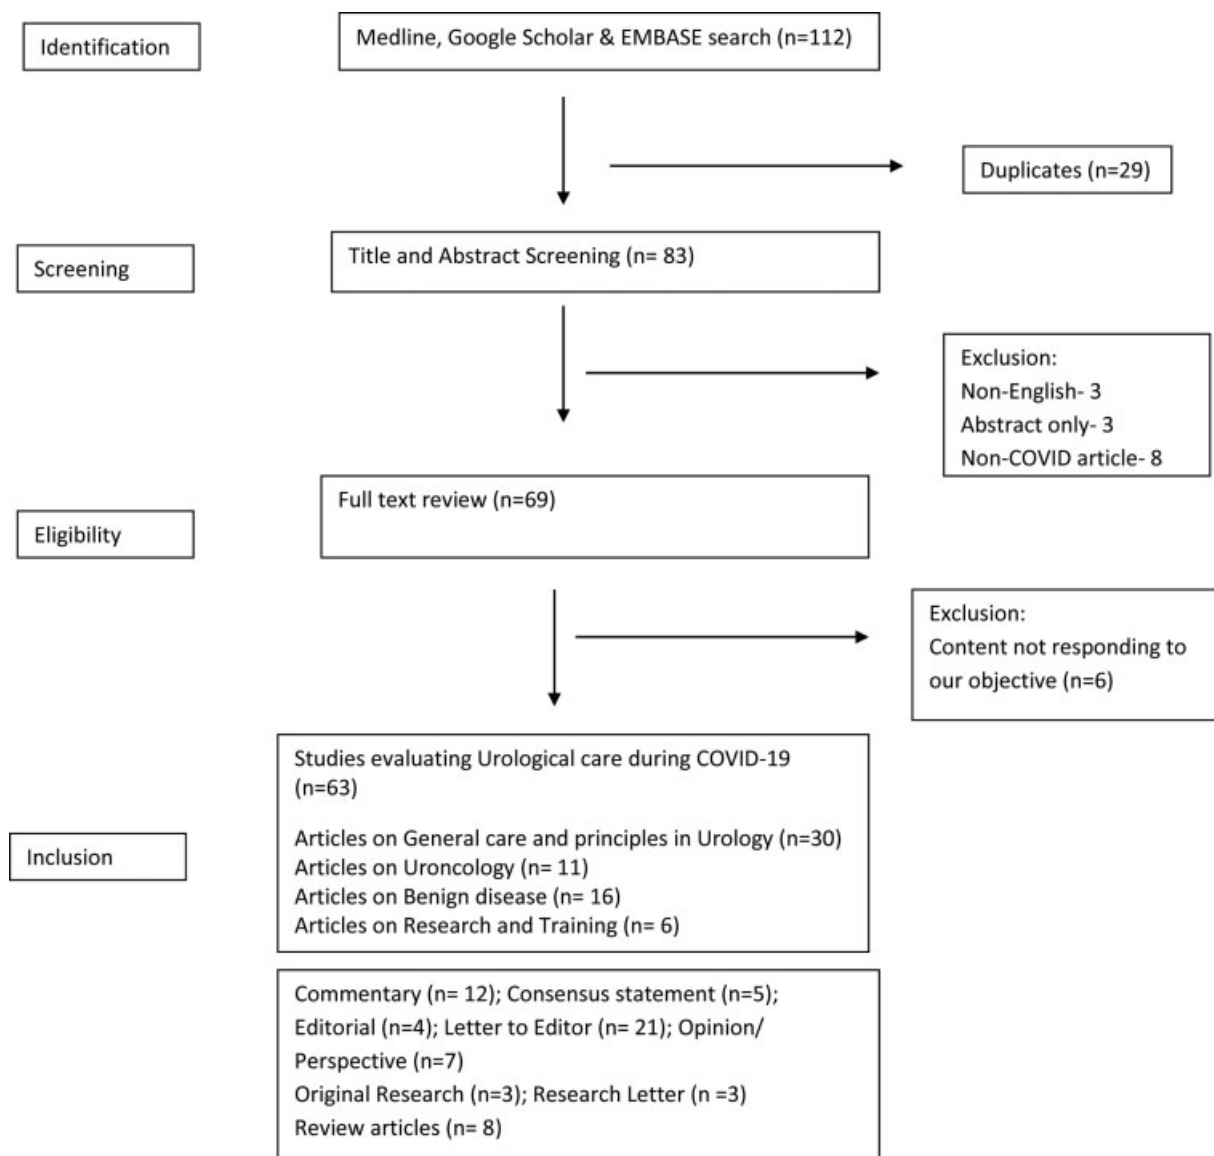 Identification
Medline, Google Scholar & EMBASE search (n=112)
Duplicates (n=29)
Screening
Title and Abstract Screening (n= 83)
Exclusion:
Non-English- 3
Abstract only- 3
Non-COVID article- 8
Eligibility
Full text review (n=69)
Exclusion:
Content not responding to
our objective (n=6)
Inclusion
Studies evaluating Urological care during COVID-19
(n=63)
Articles on General care and principles in Urology (n=30)
Articles on Uroncology (n= 11)
Articles on Benign disease (n= 16)
Articles on Research and Training (n= 6)
Commentary (n= 12); Consensus statement (n=5);
Editorial (n=4); Letter to Editor (n= 21); Opinion/
Perspective (n=7)
Original Research (n=3); Research Letter (n =3)
Review articles (n= 8)